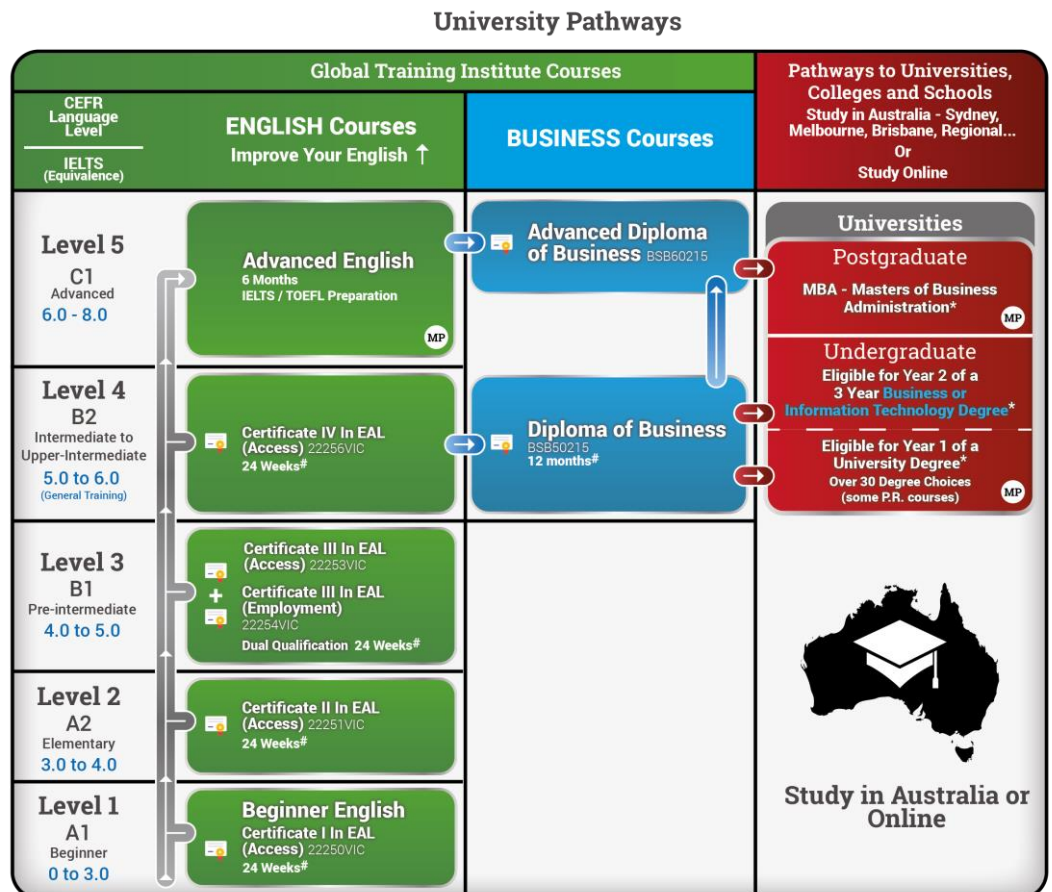 University Pathways
Global Training Institute Courses
CEFR
Language
Level
IELTS
(Equivalence)
ENGLISH Courses
Improve Your English ↑
BUSINESS Courses
Pathways to Universities,
Colleges and Schools
Study in Australia - Sydney,
Melbourne, Brisbane, Regional...
Or
Study Online
Level 5
C1
Advanced
6.0 - 8.0
Advanced English
6 Months
IELTS / TOEFL Preparation
MP
Advanced Diploma
of Business BSB60215
Universities
Postgraduate
MBA - Masters of Business
Administration*
MP
Level 4
B2
Intermediate to
Upper-Intermediate
5.0 to 6.0
(General Training)
Certificate IV In EAL
(Access) 22256VIC
24 Weeks#
Diploma of Business
BSB50215
12 months#
Undergraduate
Eligible for Year 2 of a
3 Year Business or
Information Technology Degree*
Eligible for Year 1 of a
University Degree*
Over 30 Degree Choices
(some P.R. courses)
MP
Level 3
B1
Pre-intermediate
4.0 to 5.0
Certificate III In EAL
(Access) 22253VIC
+
Certificate III In EAL
(Employment)
22254VIC
Dual Qualification 24 Weeks#
Level 2
A2
Elementary
3.0 to 4.0
Certificate II In EAL
(Access) 22251VIC
24 Weeks#
Level 1
A1
Beginner
0 to 3.0
Beginner English
Certificate I In EAL
(Access) 22250VIC
24 Weeks#
Study in Australia or
Online